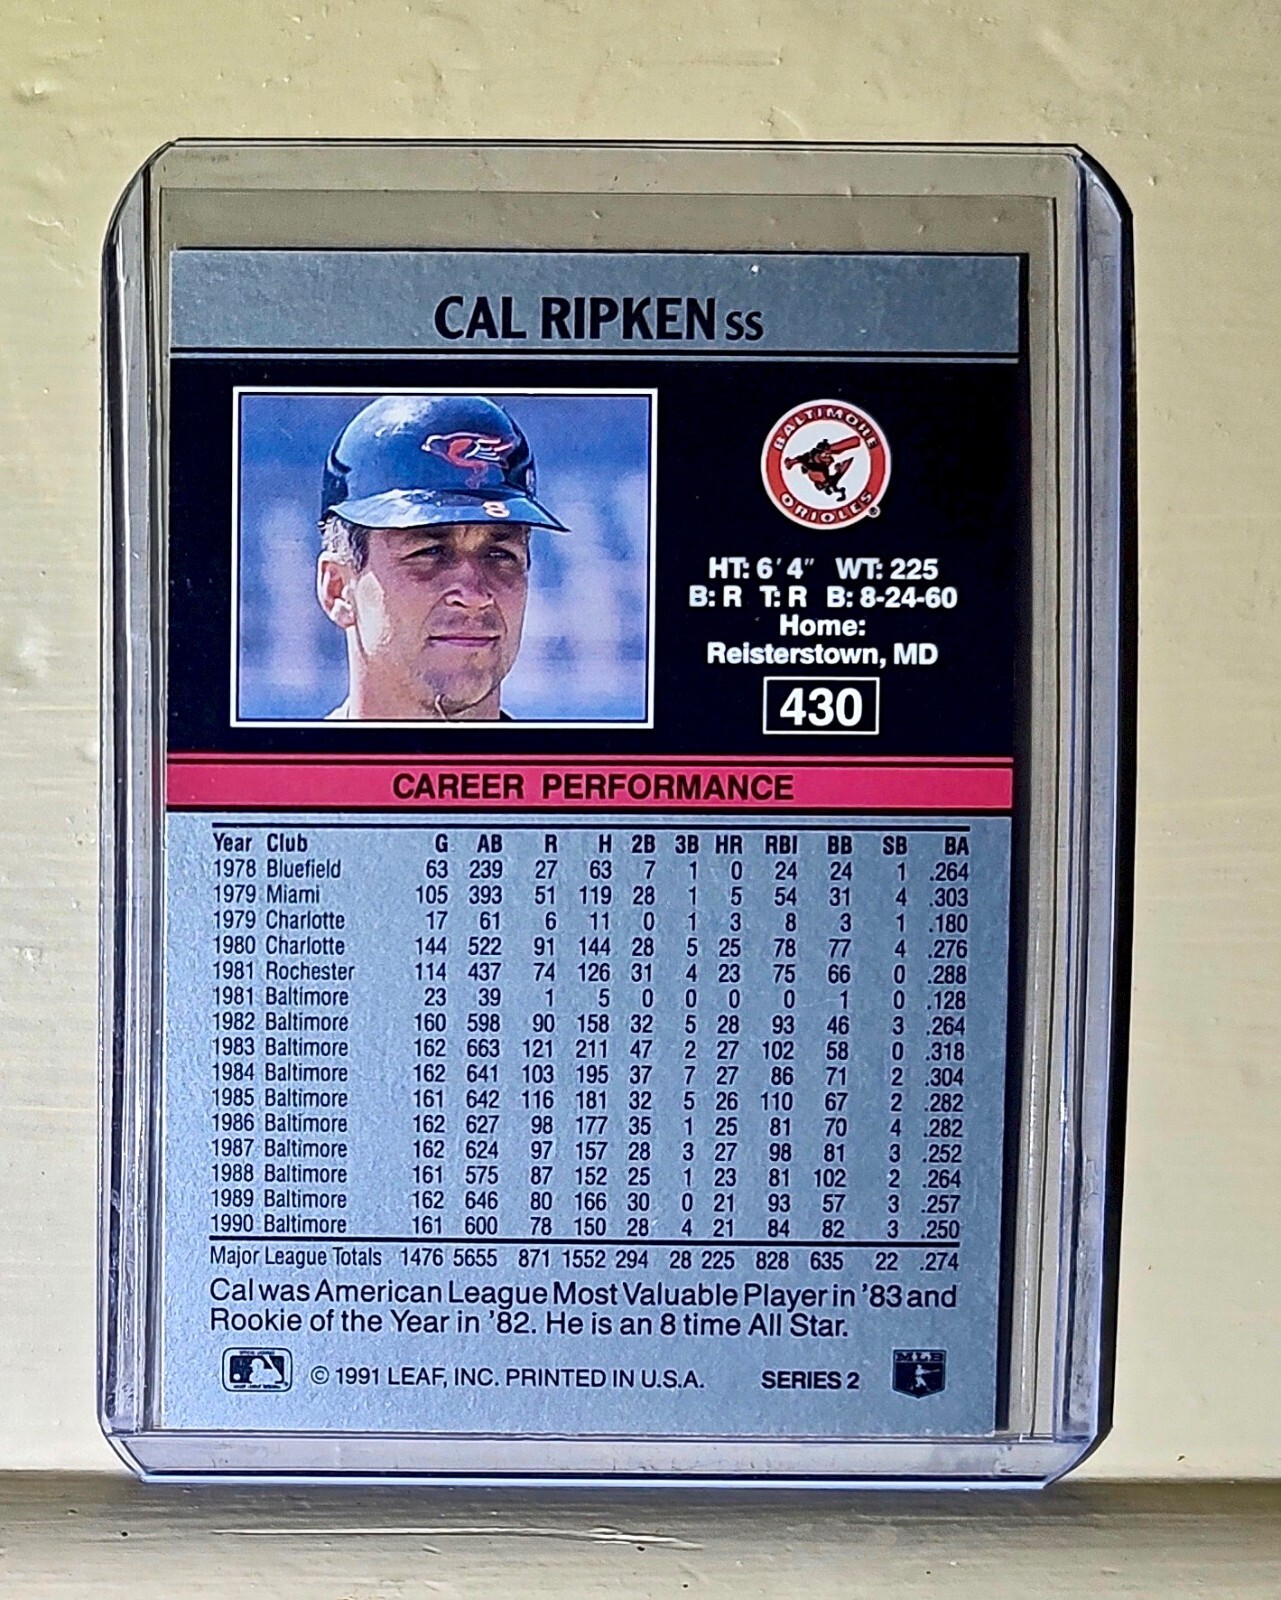 CAL RIPKEN SS
BALTIMORE
ORIOLES
®
8
HT: 6'4" WT: 225
B: R T: R B: 8-24-60
Home:
Reisterstown, MD
430
CAREER PERFORMANCE
Year Club G AB R H 2B 3B HR RBI BB SB BA
1978 Bluefield 63 239 27 63 7 1 0 24 24 1 .264
1979 Miami 105 393 51 119 28 1 5 54 31 4 .303
1979 Charlotte 17 61 6 11 0 1 3 8 3 1 .180
1980 Charlotte 144 522 91 144 28 5 25 78 77 4 .276
1981 Rochester 114 437 74 126 31 4 23 75 66 0 .288
1981 Baltimore 23 39 1 5 0 0 0 0 1 0 .128
1982 Baltimore 160 598 90 158 32 5 28 93 46 3 .264
1983 Baltimore 162 663 121 211 47 2 27 102 58 0 .318
1984 Baltimore 162 641 103 195 37 7 27 86 71 2 .304
1985 Baltimore 161 642 116 181 32 5 26 110 67 2 .282
1986 Baltimore 162 627 98 177 35 1 25 81 70 4 .282
1987 Baltimore 162 624 97 157 28 3 27 98 81 3 .252
1988 Baltimore 161 575 87 152 25 1 23 81 102 2 .264
1989 Baltimore 162 646 80 166 30 0 21 93 57 3 .257
1990 Baltimore 161 600 78 150 28 4 21 84 82 3 .250
Major League Totals 1476 5655 871 1552 294 28 225 828 635 22 .274
Cal was American League Most Valuable Player in '83 and
Rookie of the Year in '82. He is an 8 time All Star.
© 1991 LEAF, INC. PRINTED IN U.S.A. SERIES 2
MLB